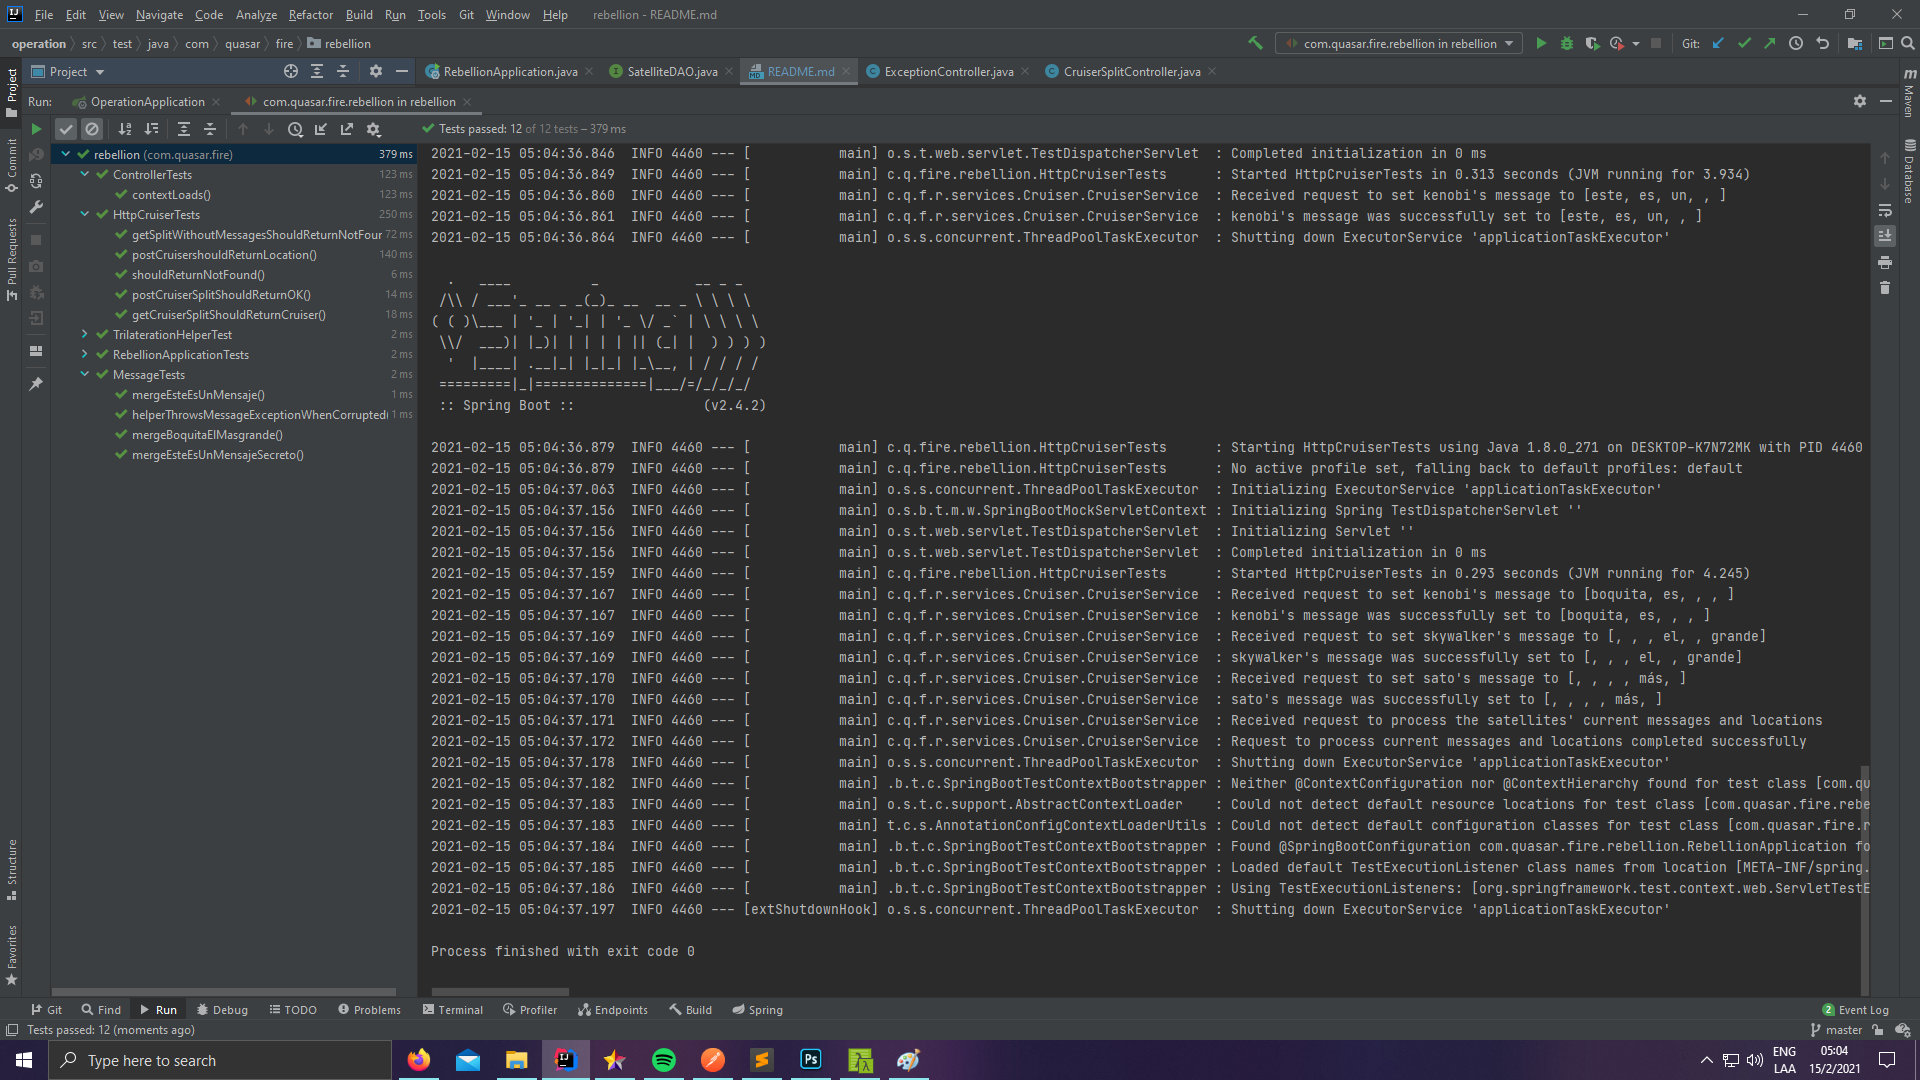 File Edit View Navigate Code Analyze Refactor Build Run Tools Git Window Help rebellion - README.md
operation src test java com quasar fire rebellion
com.quasar.fire.rebellion in rebellion
Git:
Project
RebellionApplication.java
SatelliteDAO.java
README.md
ExceptionController.java
CruiserSplitController.java
Run: OperationApplication com.quasar.fire.rebellion in rebellion
Tests passed: 12 of 12 tests – 379 ms
rebellion (com.quasar.fire) 379 ms
ControllerTests 123 ms
contextLoads() 123 ms
HttpCruiserTests 250 ms
getSplitWithoutMessagesShouldReturnNotFour 72 ms
postCruisershouldReturnLocation() 140 ms
shouldReturnNotFound() 6 ms
postCruiserSplitShouldReturnOK() 14 ms
getCruiserSplitShouldReturnCruiser() 18 ms
TrilaterationHelperTest 2 ms
RebellionApplicationTests 2 ms
MessageTests 2 ms
mergeEsteEsUnMensaje() 1 ms
helperThrowsMessageExceptionWhenCorrupted( 1 ms
mergeBoquitaElMasgrande()
mergeEsteEsUnMensajeSecreto()
2021-02-15 05:04:36.846  INFO 4460 --- [           main] o.s.t.web.servlet.TestDispatcherServlet  : Completed initialization in 0 ms
2021-02-15 05:04:36.849  INFO 4460 --- [           main] c.q.fire.rebellion.HttpCruiserTests      : Started HttpCruiserTests in 0.313 seconds (JVM running for 3.934)
2021-02-15 05:04:36.860  INFO 4460 --- [           main] c.q.f.r.services.Cruiser.CruiserService  : Received request to set kenobi's message to [este, es, un, , ]
2021-02-15 05:04:36.861  INFO 4460 --- [           main] c.q.f.r.services.Cruiser.CruiserService  : kenobi's message was successfully set to [este, es, un, , ]
2021-02-15 05:04:36.864  INFO 4460 --- [           main] o.s.s.concurrent.ThreadPoolTaskExecutor  : Shutting down ExecutorService 'applicationTaskExecutor'
  .   ____          _            __ _ _
 /\\ / ___'_ __ _ _(_)_ __  __ _ \ \ \ \
( ( )\___ | '_ | '_| | '_ \/ _` | \ \ \ \
 \\/  ___)| |_)| | | | | || (_| |  ) ) ) )
  '  |____| .__|_| |_|_| |_\__, | / / / /
 =========|_|==============|___/=/_/_/_/
 :: Spring Boot ::                (v2.4.2)
2021-02-15 05:04:36.879  INFO 4460 --- [           main] c.q.fire.rebellion.HttpCruiserTests      : Starting HttpCruiserTests using Java 1.8.0_271 on DESKTOP-K7N72MK with PID 4460
2021-02-15 05:04:36.879  INFO 4460 --- [           main] c.q.fire.rebellion.HttpCruiserTests      : No active profile set, falling back to default profiles: default
2021-02-15 05:04:37.063  INFO 4460 --- [           main] o.s.s.concurrent.ThreadPoolTaskExecutor  : Initializing ExecutorService 'applicationTaskExecutor'
2021-02-15 05:04:37.156  INFO 4460 --- [           main] o.s.b.t.m.w.SpringBootMockServletContext : Initializing Spring TestDispatcherServlet ''
2021-02-15 05:04:37.156  INFO 4460 --- [           main] o.s.t.web.servlet.TestDispatcherServlet  : Initializing Servlet ''
2021-02-15 05:04:37.156  INFO 4460 --- [           main] o.s.t.web.servlet.TestDispatcherServlet  : Completed initialization in 0 ms
2021-02-15 05:04:37.159  INFO 4460 --- [           main] c.q.fire.rebellion.HttpCruiserTests      : Started HttpCruiserTests in 0.293 seconds (JVM running for 4.245)
2021-02-15 05:04:37.167  INFO 4460 --- [           main] c.q.f.r.services.Cruiser.CruiserService  : Received request to set kenobi's message to [boquita, es, , , ]
2021-02-15 05:04:37.167  INFO 4460 --- [           main] c.q.f.r.services.Cruiser.CruiserService  : kenobi's message was successfully set to [boquita, es, , , ]
2021-02-15 05:04:37.169  INFO 4460 --- [           main] c.q.f.r.services.Cruiser.CruiserService  : Received request to set skywalker's message to [, , , el, , grande]
2021-02-15 05:04:37.169  INFO 4460 --- [           main] c.q.f.r.services.Cruiser.CruiserService  : skywalker's message was successfully set to [, , , el, , grande]
2021-02-15 05:04:37.170  INFO 4460 --- [           main] c.q.f.r.services.Cruiser.CruiserService  : Received request to set sato's message to [, , , , más, ]
2021-02-15 05:04:37.170  INFO 4460 --- [           main] c.q.f.r.services.Cruiser.CruiserService  : sato's message was successfully set to [, , , , más, ]
2021-02-15 05:04:37.171  INFO 4460 --- [           main] c.q.f.r.services.Cruiser.CruiserService  : Received request to process the satellites' current messages and locations
2021-02-15 05:04:37.172  INFO 4460 --- [           main] c.q.f.r.services.Cruiser.CruiserService  : Request to process current messages and locations completed successfully
2021-02-15 05:04:37.178  INFO 4460 --- [           main] o.s.s.concurrent.ThreadPoolTaskExecutor  : Shutting down ExecutorService 'applicationTaskExecutor'
2021-02-15 05:04:37.182  INFO 4460 --- [           main] .b.t.c.SpringBootTestContextBootstrapper : Neither @ContextConfiguration nor @ContextHierarchy found for test class [com.qu
2021-02-15 05:04:37.183  INFO 4460 --- [           main] o.s.t.c.support.AbstractContextLoader    : Could not detect default resource locations for test class [com.quasar.fire.rebe
2021-02-15 05:04:37.183  INFO 4460 --- [           main] t.c.s.AnnotationConfigContextLoaderUtils : Could not detect default configuration classes for test class [com.quasar.fire.r
2021-02-15 05:04:37.184  INFO 4460 --- [           main] .b.t.c.SpringBootTestContextBootstrapper : Found @SpringBootConfiguration com.quasar.fire.rebellion.RebellionApplication fo
2021-02-15 05:04:37.185  INFO 4460 --- [           main] .b.t.c.SpringBootTestContextBootstrapper : Loaded default TestExecutionListener class names from location [META-INF/spring.
2021-02-15 05:04:37.186  INFO 4460 --- [           main] .b.t.c.SpringBootTestContextBootstrapper : Using TestExecutionListeners: [org.springframework.test.context.web.ServletTestE
2021-02-15 05:04:37.197  INFO 4460 --- [extShutdownHook] o.s.s.concurrent.ThreadPoolTaskExecutor  : Shutting down ExecutorService 'applicationTaskExecutor'
Process finished with exit code 0
Project
Commit
Pull Requests
Structure
Favorites
Maven
Database
Git Find Run Debug TODO Problems Terminal Profiler Endpoints Build Spring
2 Event Log
Tests passed: 12 (moments ago)
master
Type here to search
Ps
ENG
LAA
05:04
15/2/2021